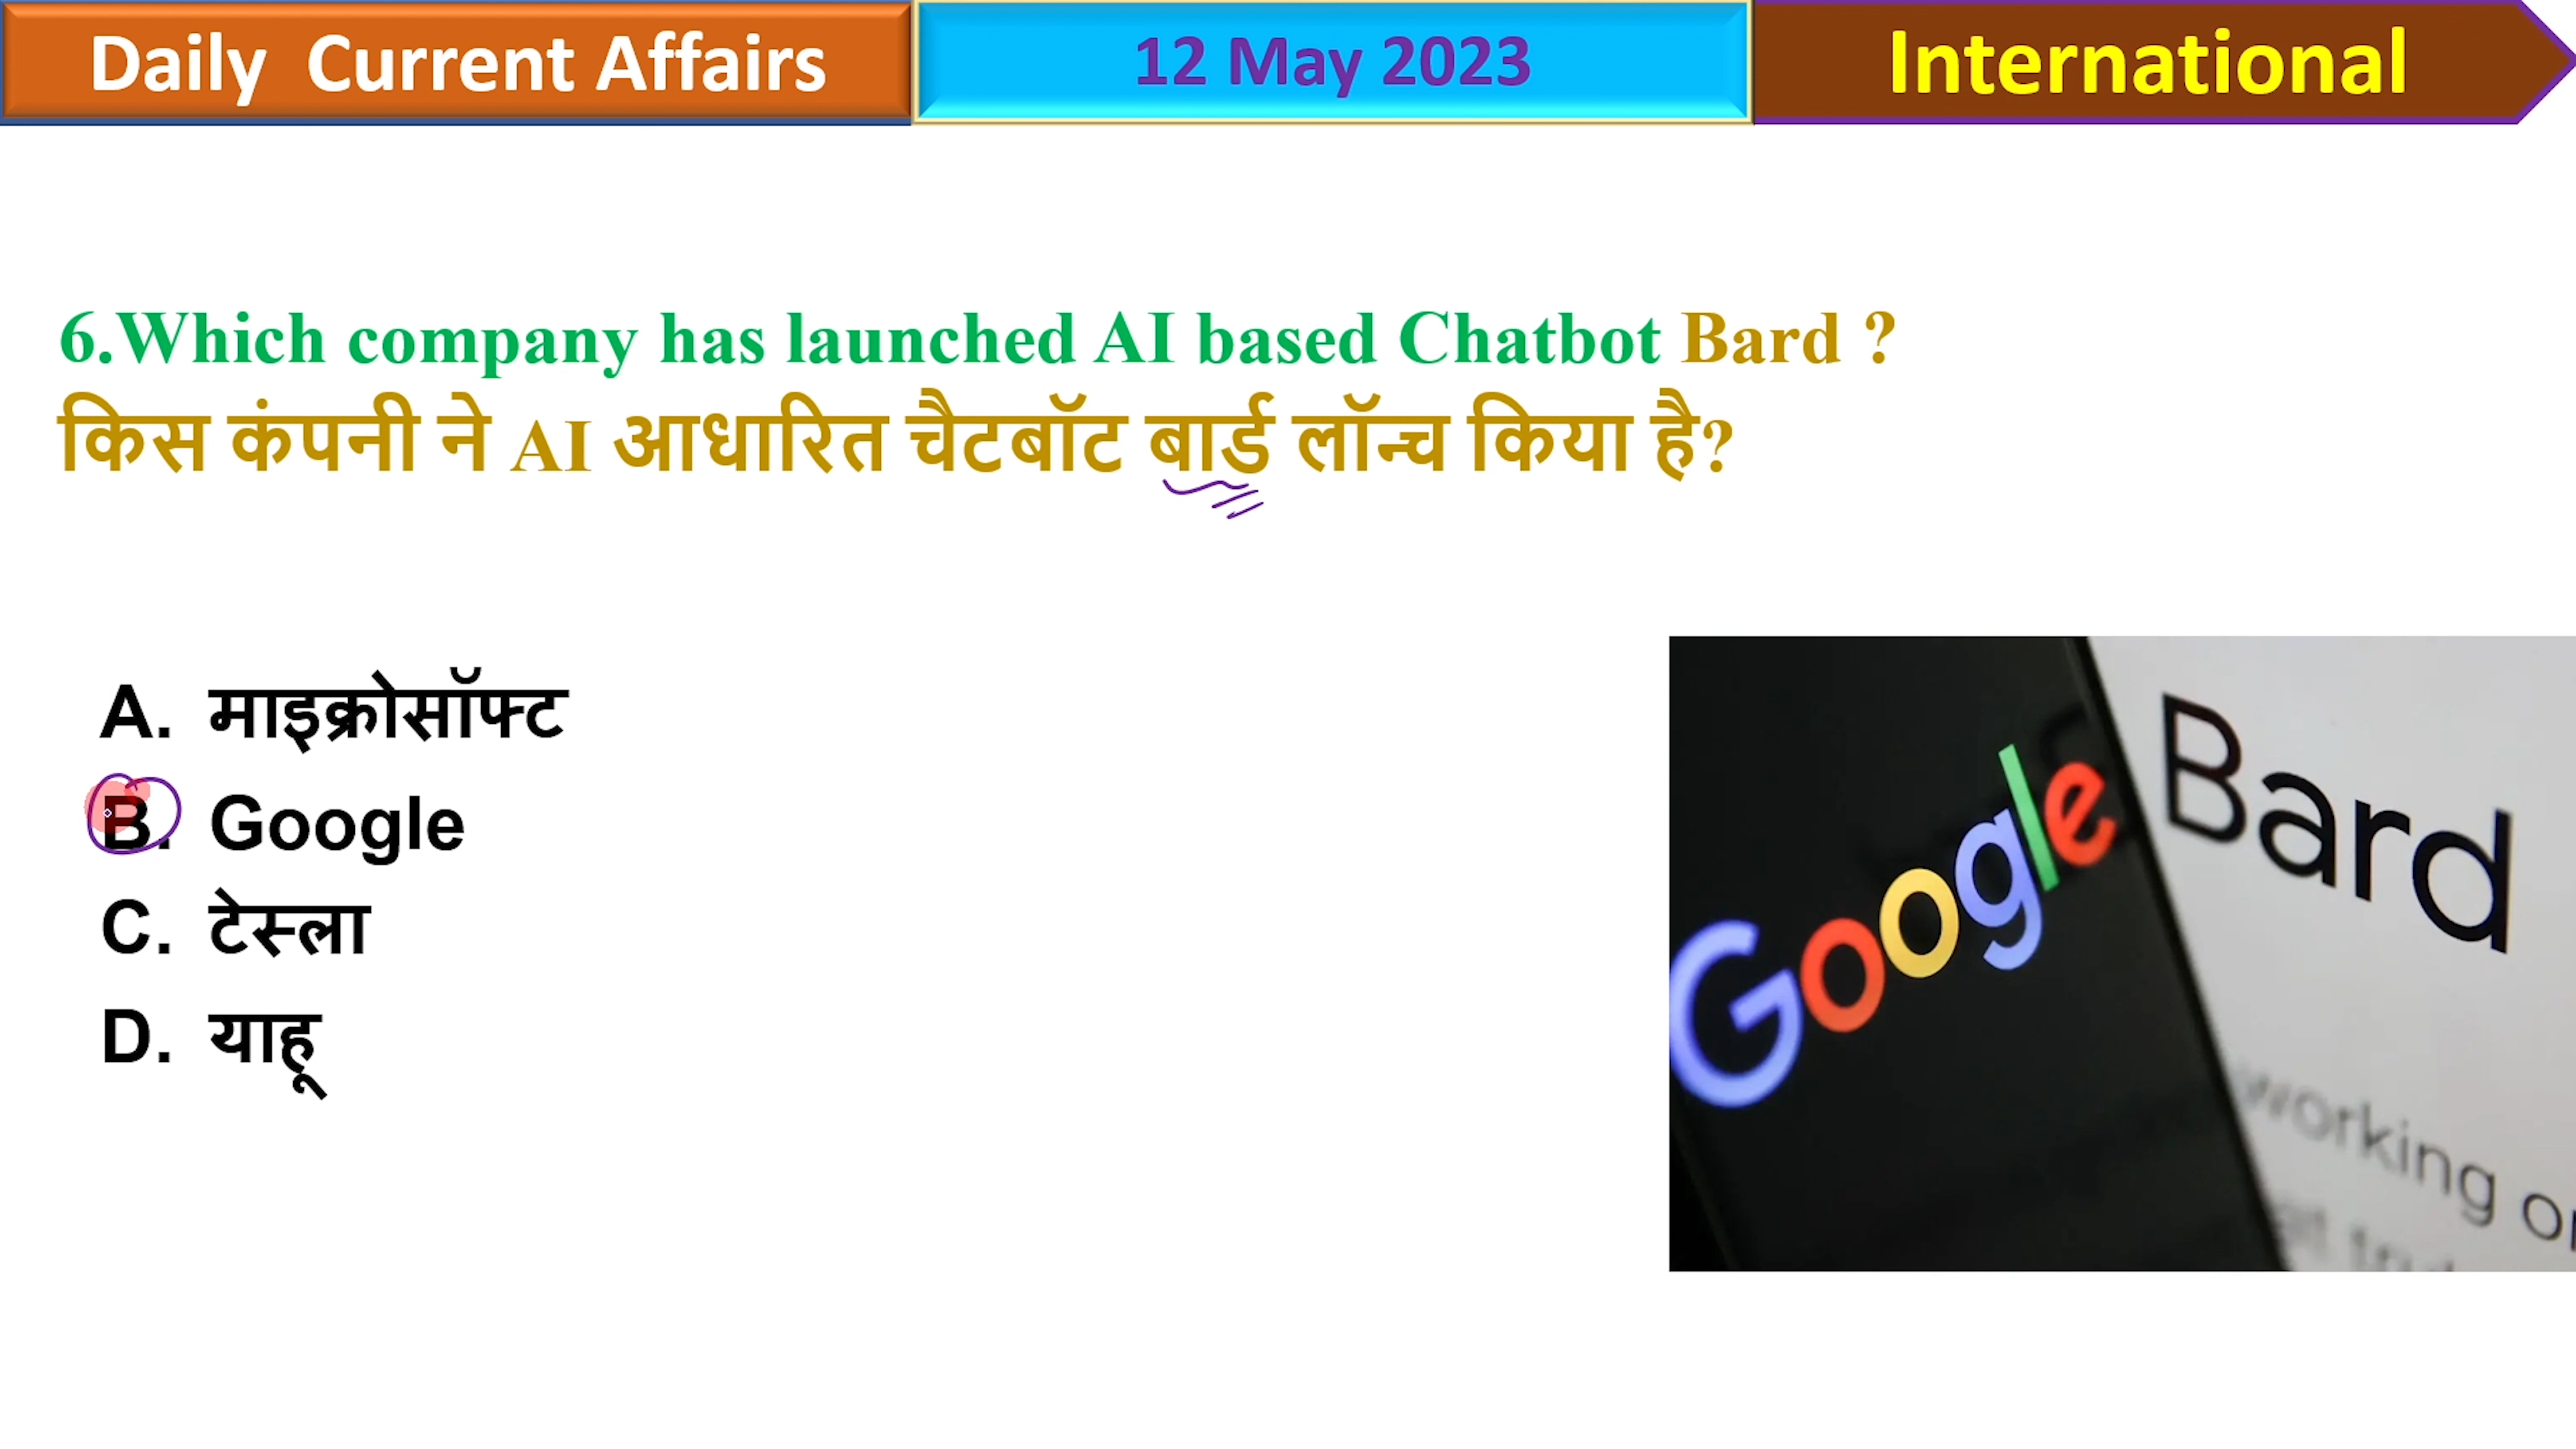 Daily Current Affairs
12 May 2023
International
6.Which company has launched AI based Chatbot Bard ?
किस कंपनी ने AI आधारित चैटबॉट बार्ड लॉन्च किया है?
A. माइक्रोसॉफ्ट
B. Google
C. टेस्ला
D. याहू
Google
Bard
working